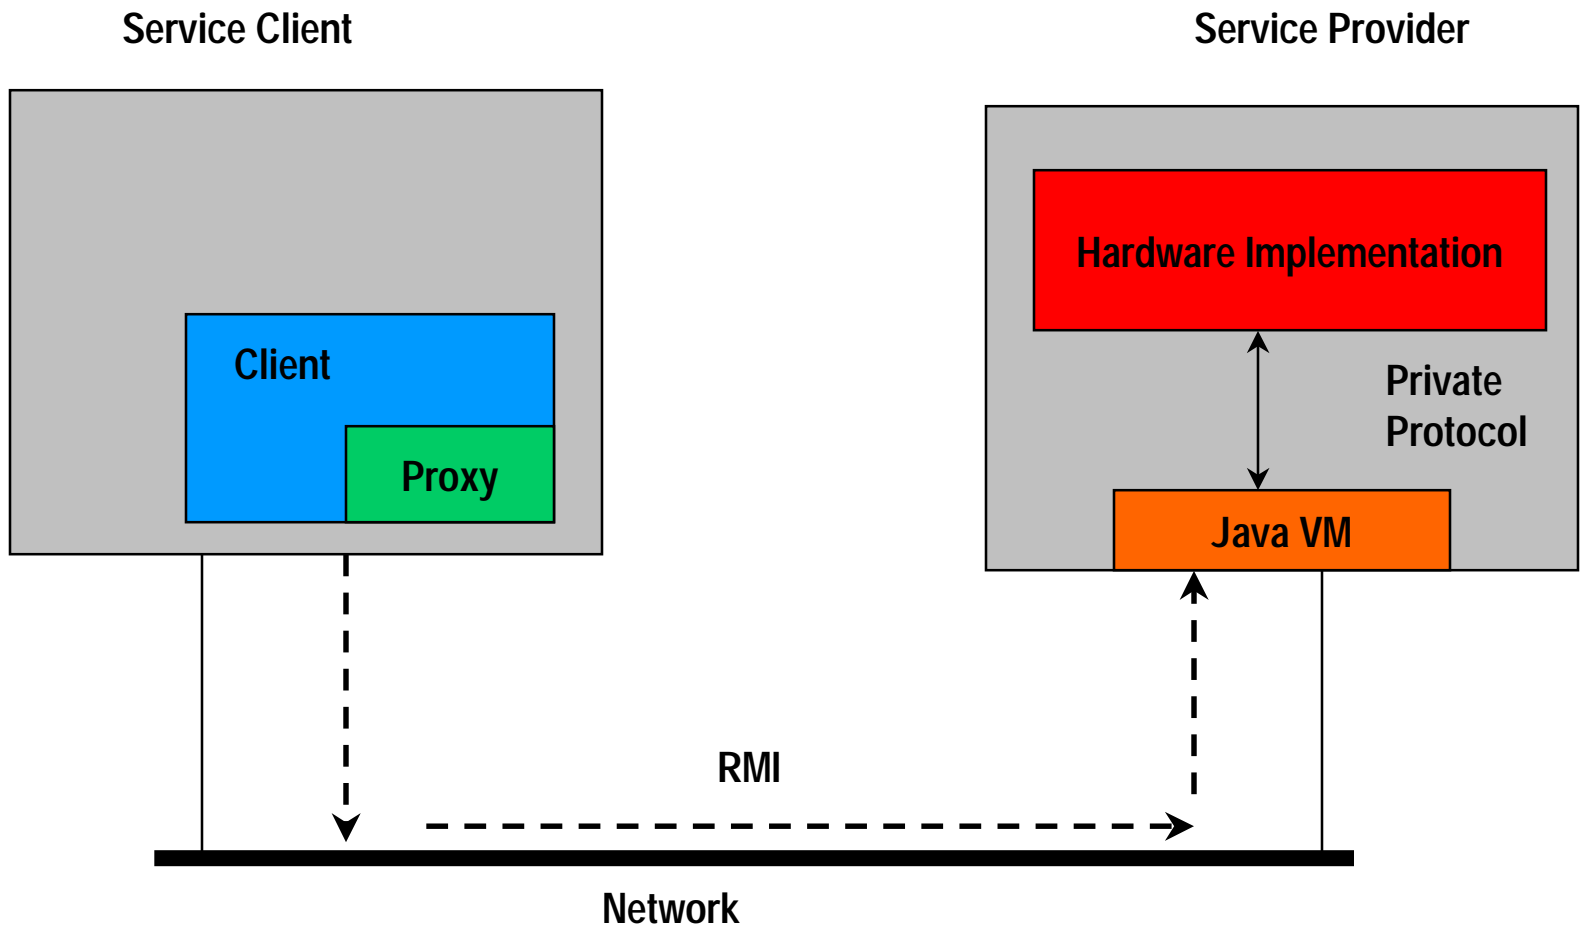 Service Client
Service Provider
Hardware Implementation
Client
Private
Protocol
Proxy
Java VM
RMI
Network